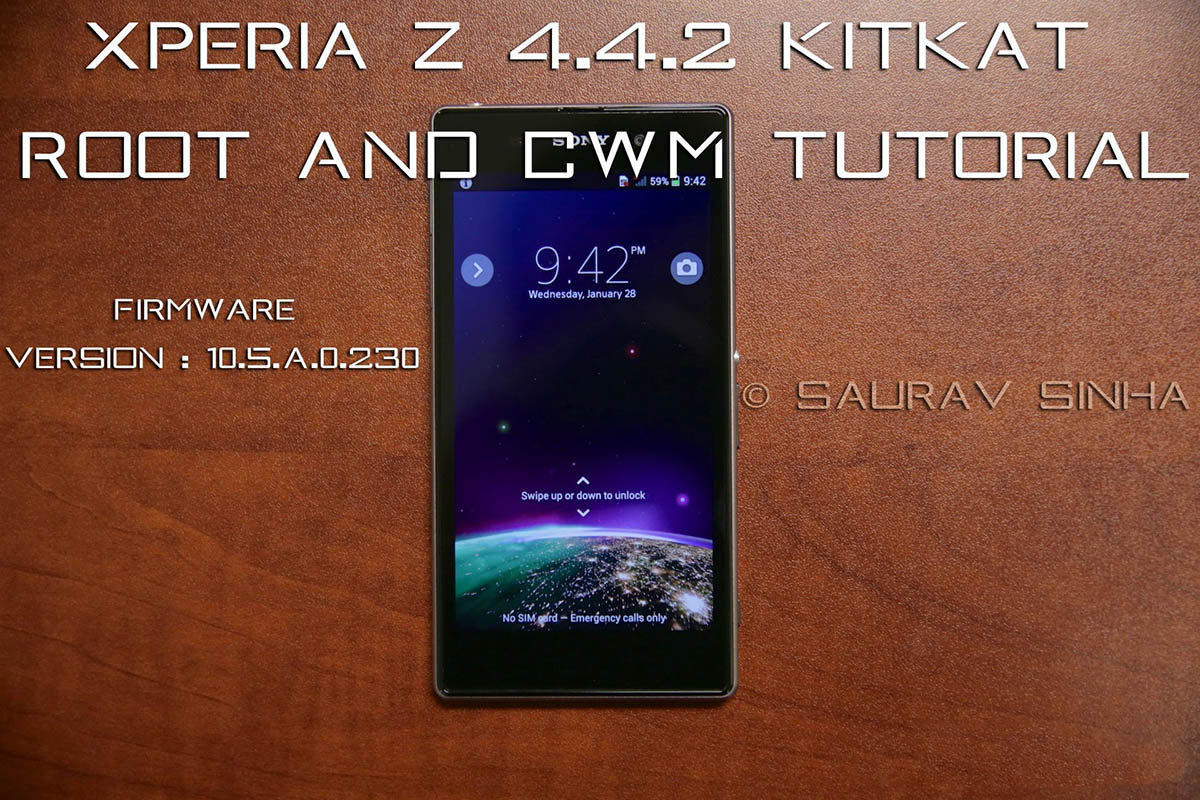 XPERIA Z 4.4.2 KITKAT
ROOT AND CWM TUTORIAL
SONY
59% 9:42
9:42 PM
Wednesday, January 28
FIRMWARE
VERSION : 10.5.A.0.230
© SAURAV SINHA
Swipe up or down to unlock
No SIM card — Emergency calls only